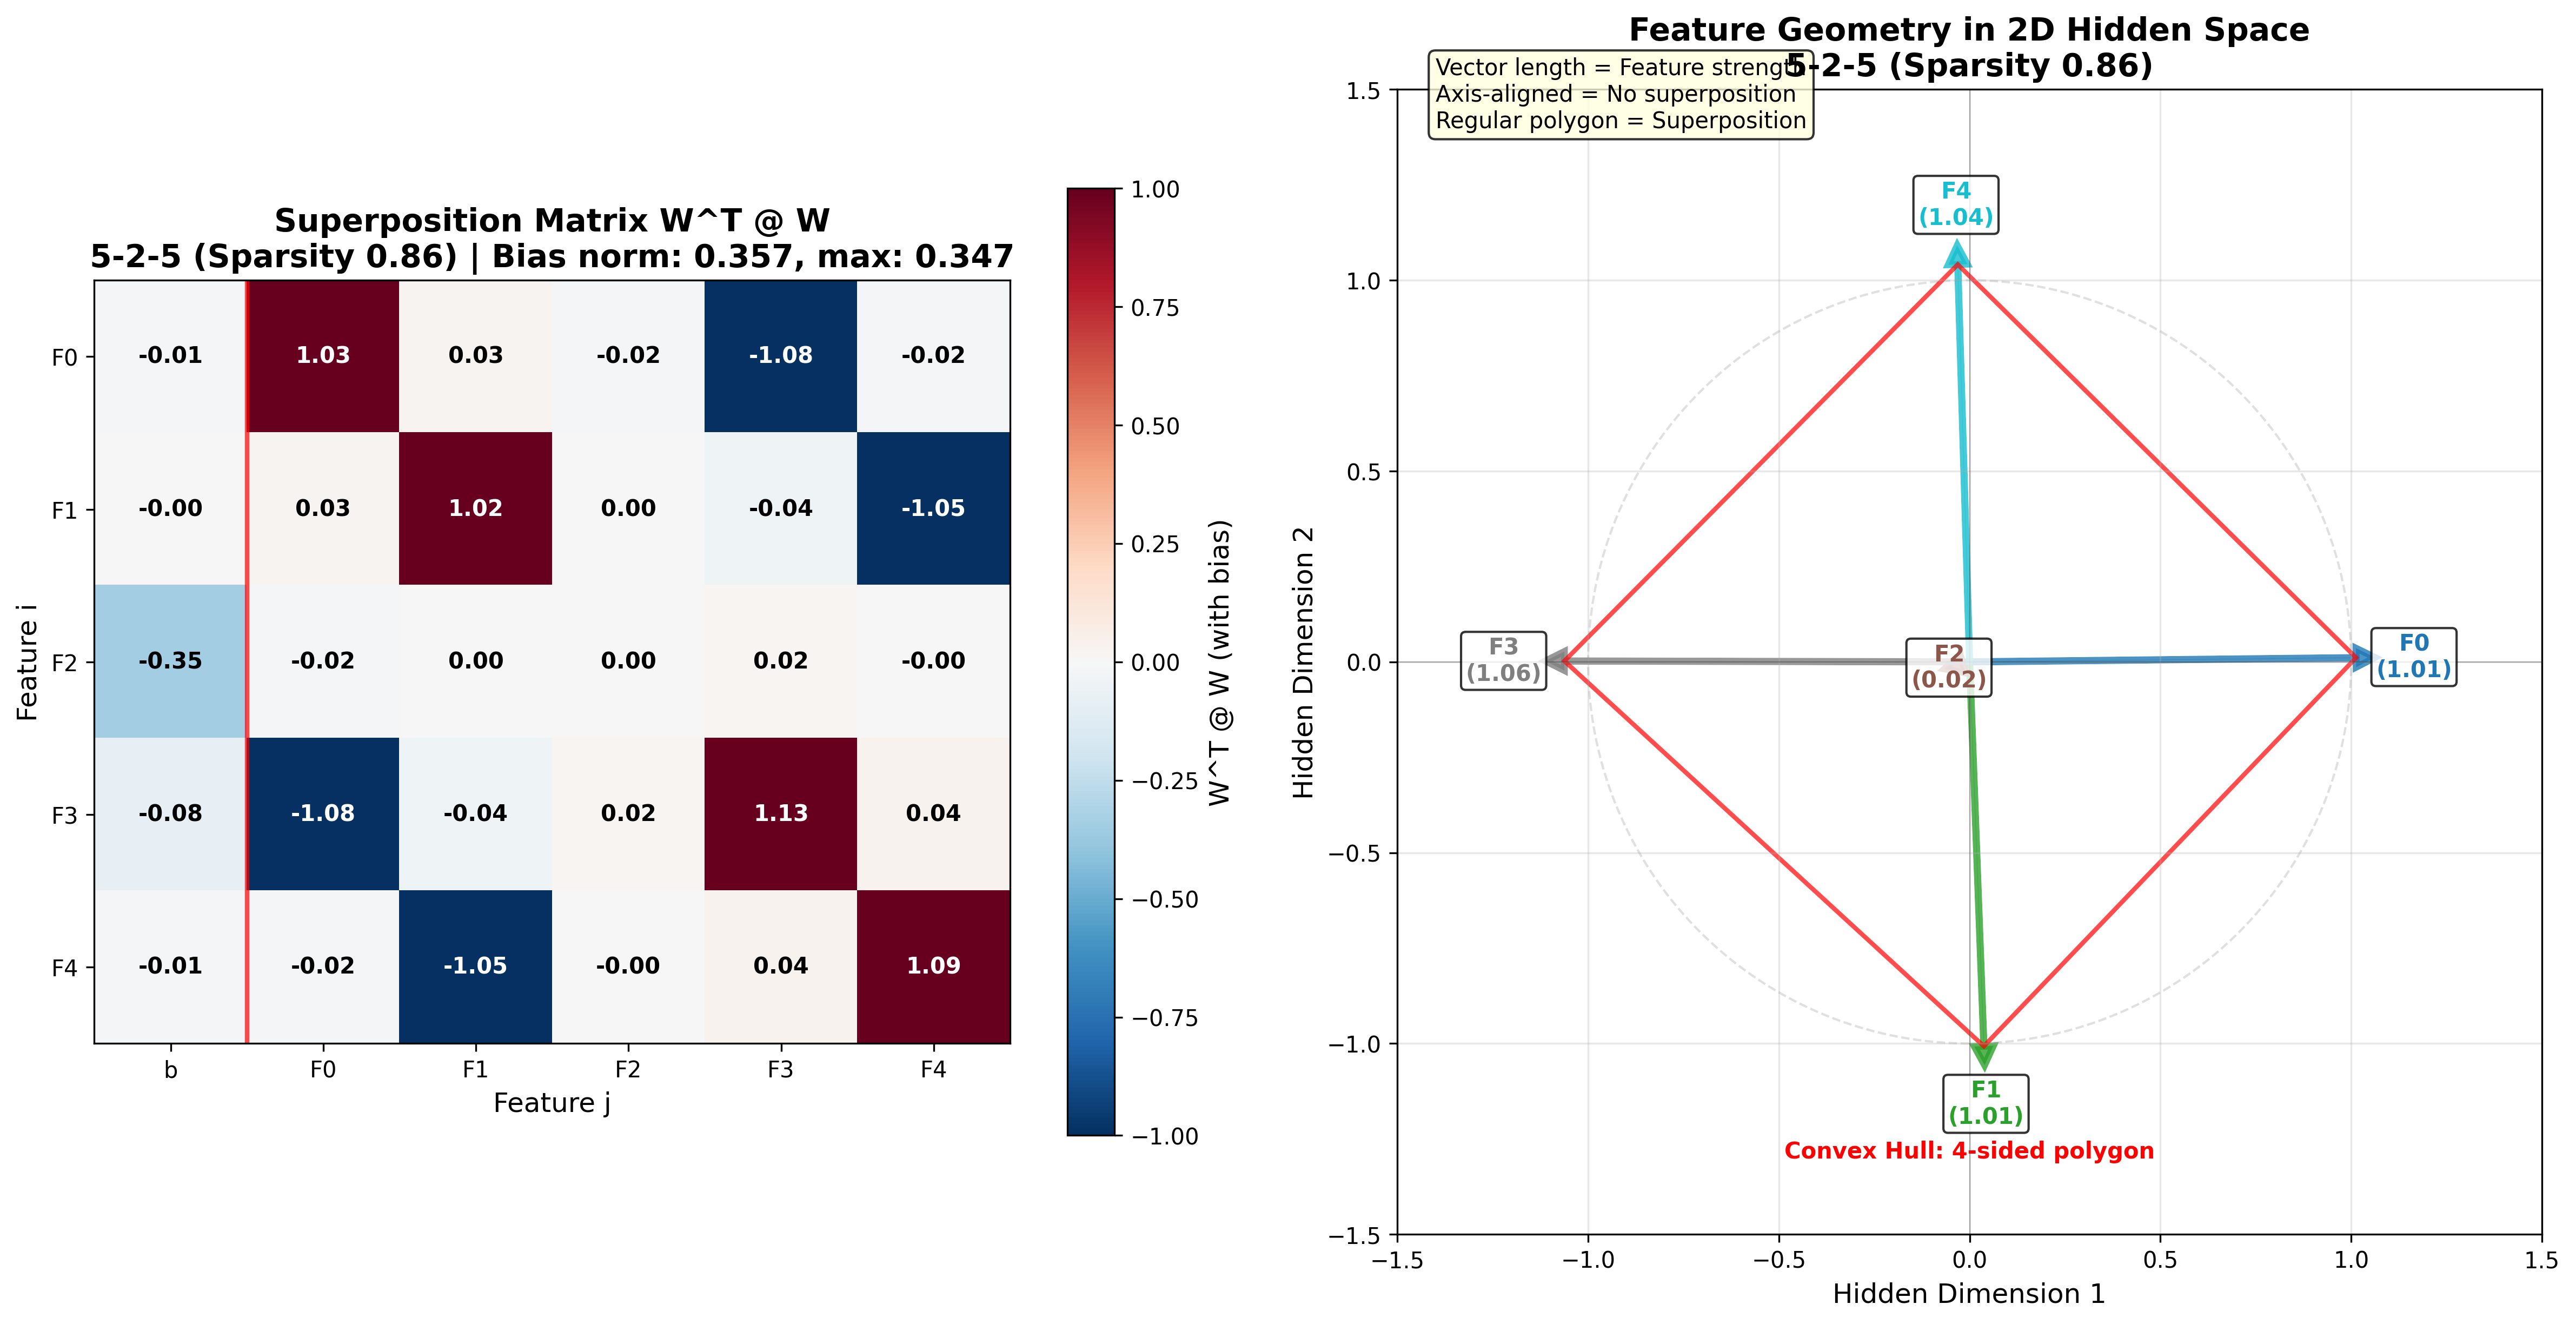 Superposition Matrix W^T @ W
5-2-5 (Sparsity 0.86) | Bias norm: 0.357, max: 0.347
F0 -0.01 1.03 0.03 -0.02 -1.08 -0.02
F1 -0.00 0.03 1.02 0.00 -0.04 -1.05
F2 -0.35 -0.02 0.00 0.00 0.02 -0.00
F3 -0.08 -1.08 -0.04 0.02 1.13 0.04
F4 -0.01 -0.02 -1.05 -0.00 0.04 1.09
b F0 F1 F2 F3 F4
Feature j
Feature i
1.00
0.75
0.50
0.25
0.00
−0.25
−0.50
−0.75
−1.00
W^T @ W (with bias)
Feature Geometry in 2D Hidden Space
5-2-5 (Sparsity 0.86)
Vector length = Feature strength
Axis-aligned = No superposition
Regular polygon = Superposition
1.5
1.0
0.5
0.0
−0.5
−1.0
−1.5
Hidden Dimension 2
F4
(1.04)
F3
(1.06)
F2
(0.02)
F0
(1.01)
F1
(1.01)
Convex Hull: 4-sided polygon
−1.5 −1.0 −0.5 0.0 0.5 1.0 1.5
Hidden Dimension 1